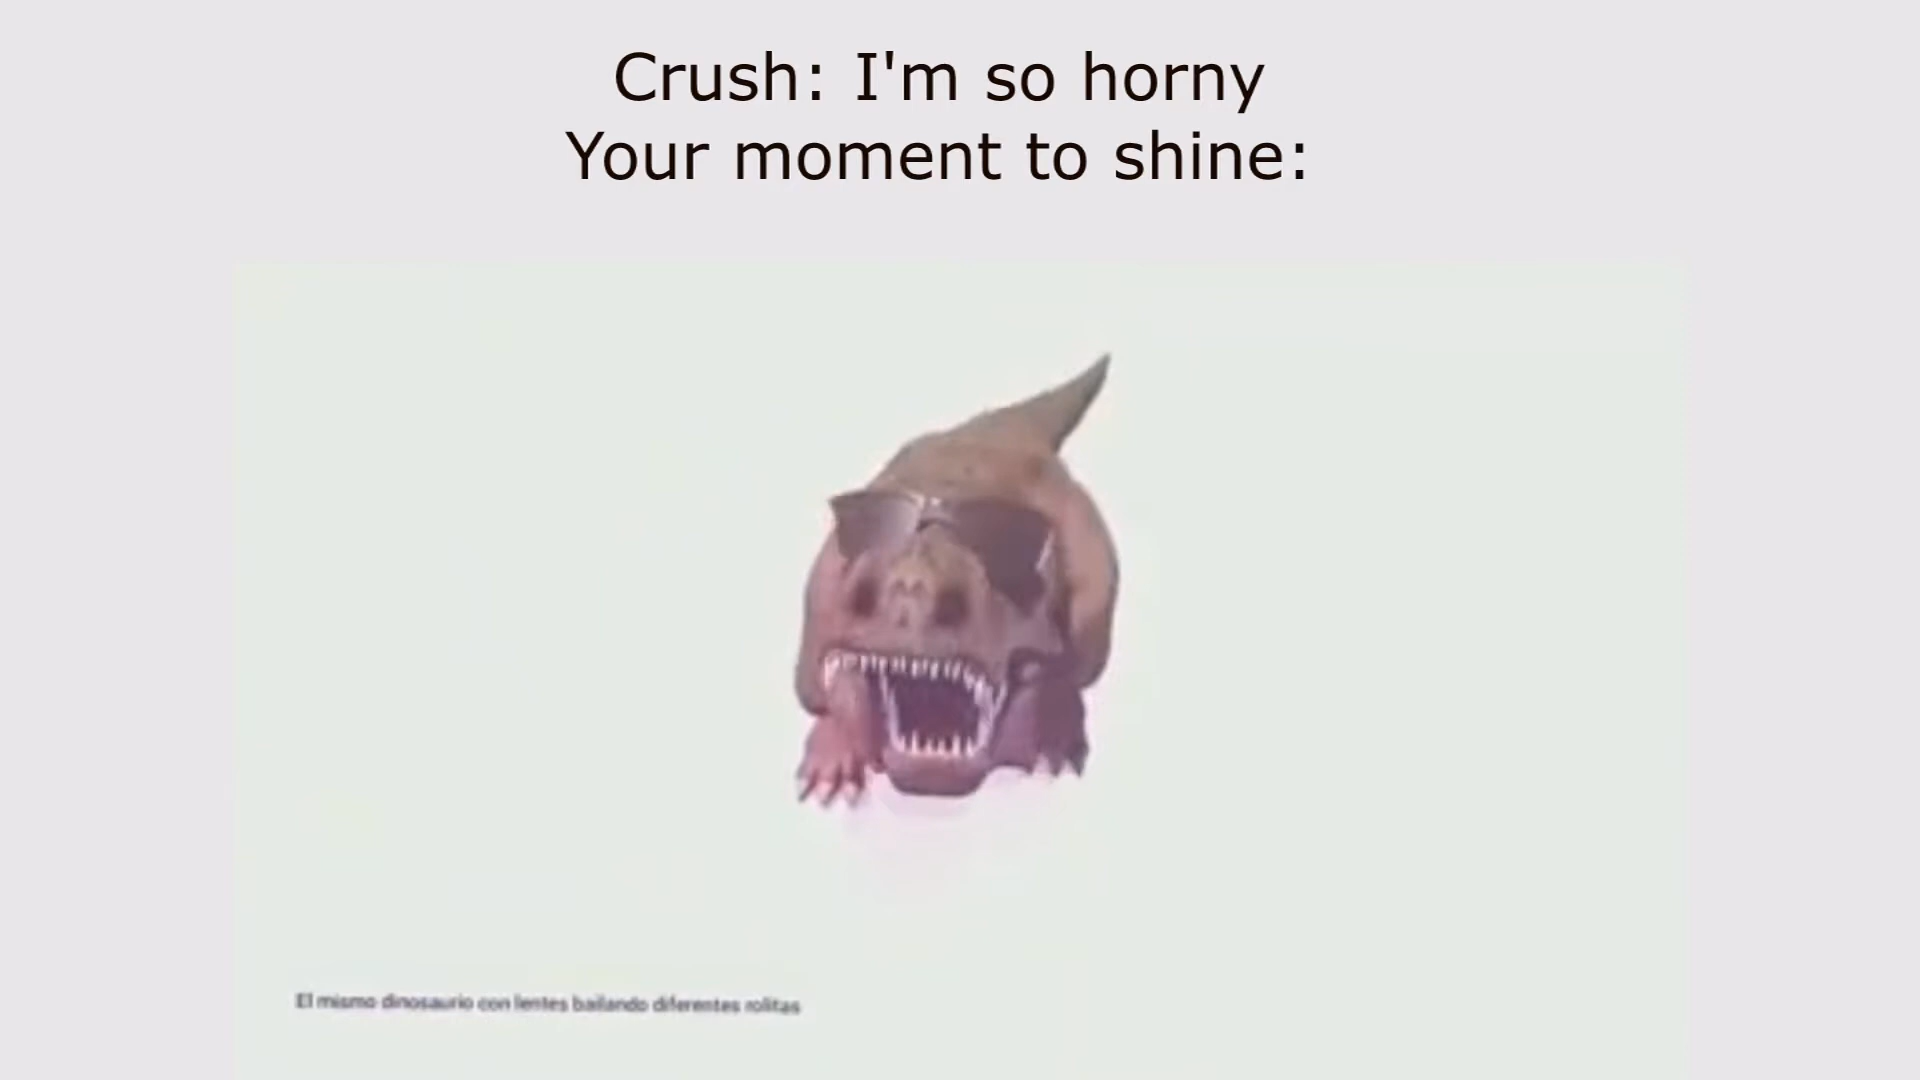 Crush: I'm so horny
Your moment to shine:
El mismo dinosaurio con lentes bailando diferentes rolitas